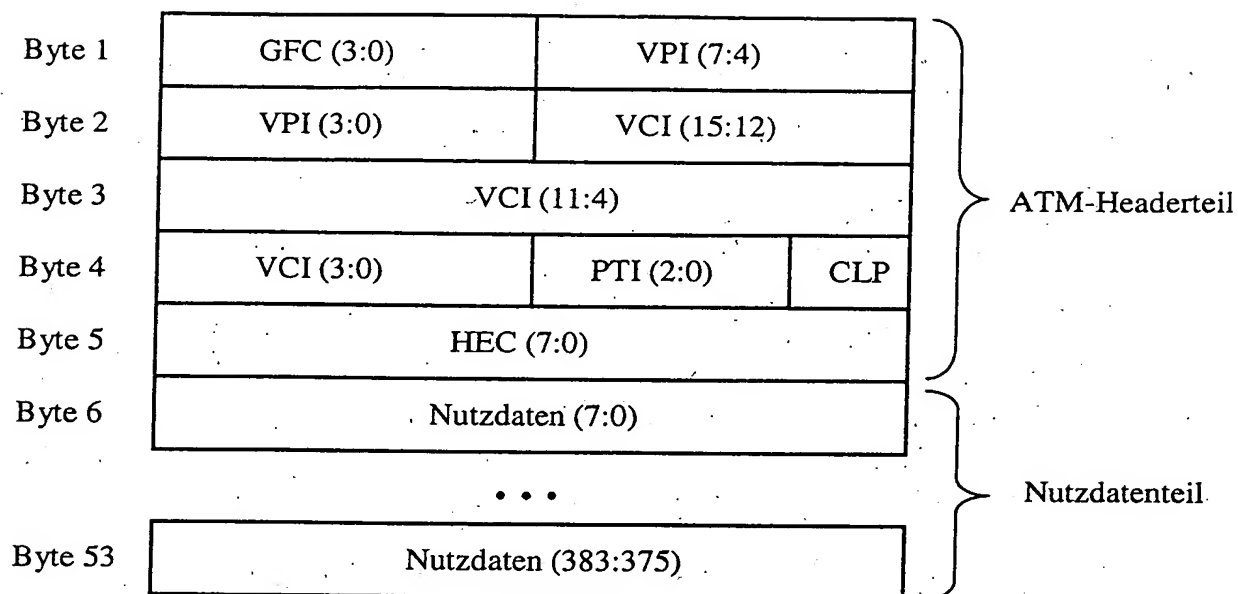 Byte 1 GFC (3:0) VPI (7:4)
Byte 2 VPI (3:0) VCI (15:12)
Byte 3 VCI (11:4)
ATM-Headerteil
Byte 4 VCI (3:0) PTI (2:0) CLP
Byte 5 HEC (7:0)
Byte 6 Nutzdaten (7:0)
• • •
Nutzdatenteil
Byte 53 Nutzdaten (383:375)